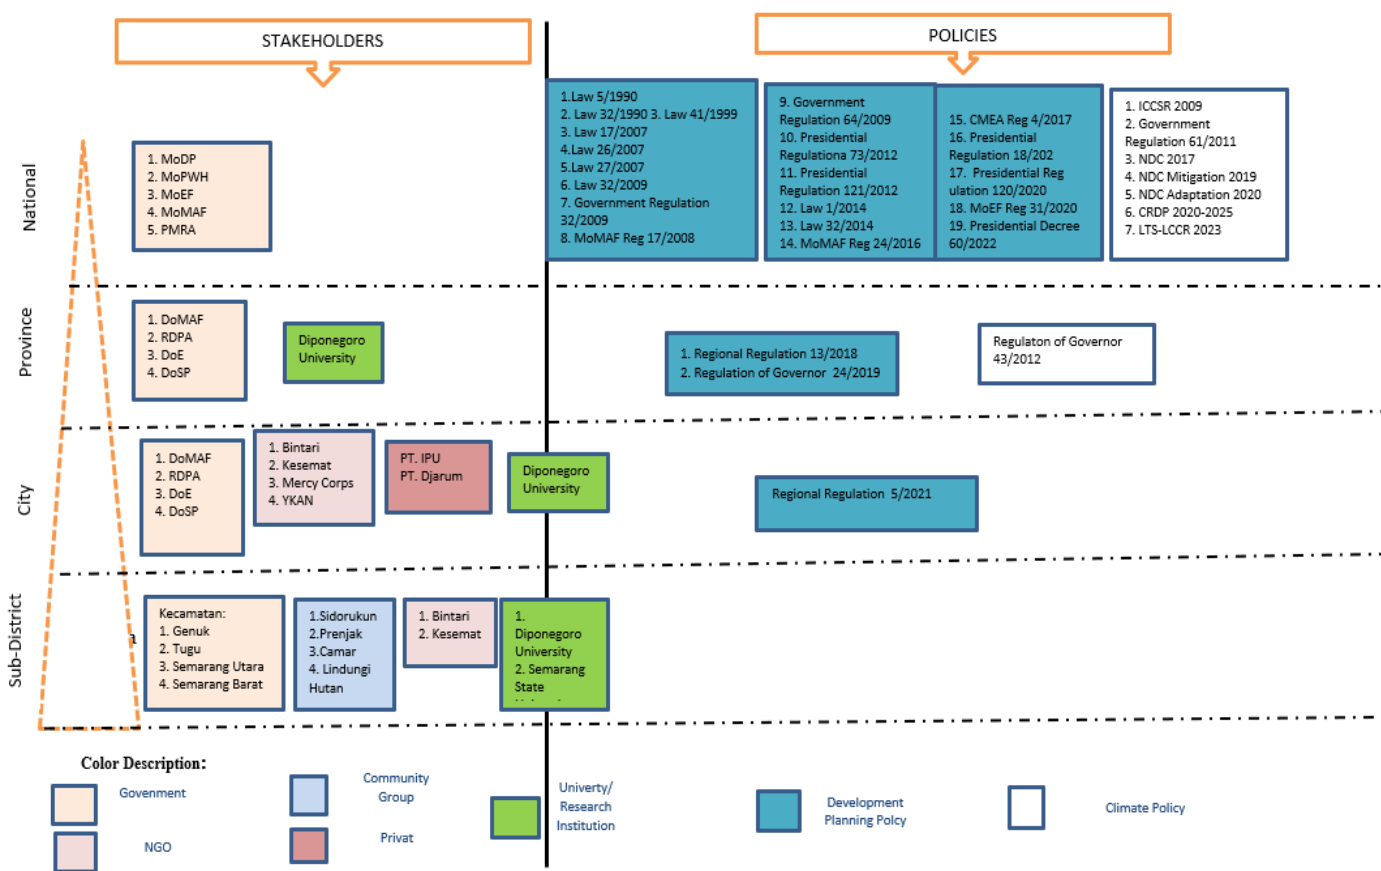 STAKEHOLDERS
POLICIES
National
1. MoDP
2. MoPWH
3. MoEF
4. MoMAF
5. PMRA
1.Law 5/1990
2. Law 32/1990 3. Law 41/1999
3. Law 17/2007
4.Law 26/2007
5.Law 27/2007
6. Law 32/2009
7. Government Regulation
32/2009
8. MoMAF Reg 17/2008
9. Government
Regulation 64/2009
10. Presidential
Regulationa 73/2012
11. Presidential
Regulation 121/2012
12. Law 1/2014
13. Law 32/2014
14. MoMAF Reg 24/2016
15. CMEA Reg 4/2017
16. Presidential
Regulation 18/202
17. Presidential Reg
ulation 120/2020
18. MoEF Reg 31/2020
19. Presidential Decree
60/2022
1. ICCSR 2009
2. Government
Regulation 61/2011
3. NDC 2017
4. NDC Mitigation 2019
5. NDC Adaptation 2020
6. CRDP 2020-2025
7. LTS-LCCR 2023
Province
1. DoMAF
2. RDPA
3. DoE
4. DoSP
Diponegoro
University
1. Regional Regulation 13/2018
2. Regulation of Governor 24/2019
Regulaton of Governor
43/2012
City
1. DoMAF
2. RDPA
3. DoE
4. DoSP
1. Bintari
2. Kesemat
3. Mercy Corps
4. YKAN
PT. IPU
PT. Djarum
Diponegoro
University
Regional Regulation 5/2021
Sub-District
a
Kecamatan:
1. Genuk
2. Tugu
3. Semarang Utara
4. Semarang Barat
1.Sidorukun
2.Prenjak
3.Camar
4. Lindungi
Hutan
1. Bintari
2. Kesemat
1.
Diponegoro
University
2. Semarang
State
Color Description:
Govenment
NGO
Community
Group
Privat
Univerty/
Research
Institution
Development
Planning Polcy
Climate Policy